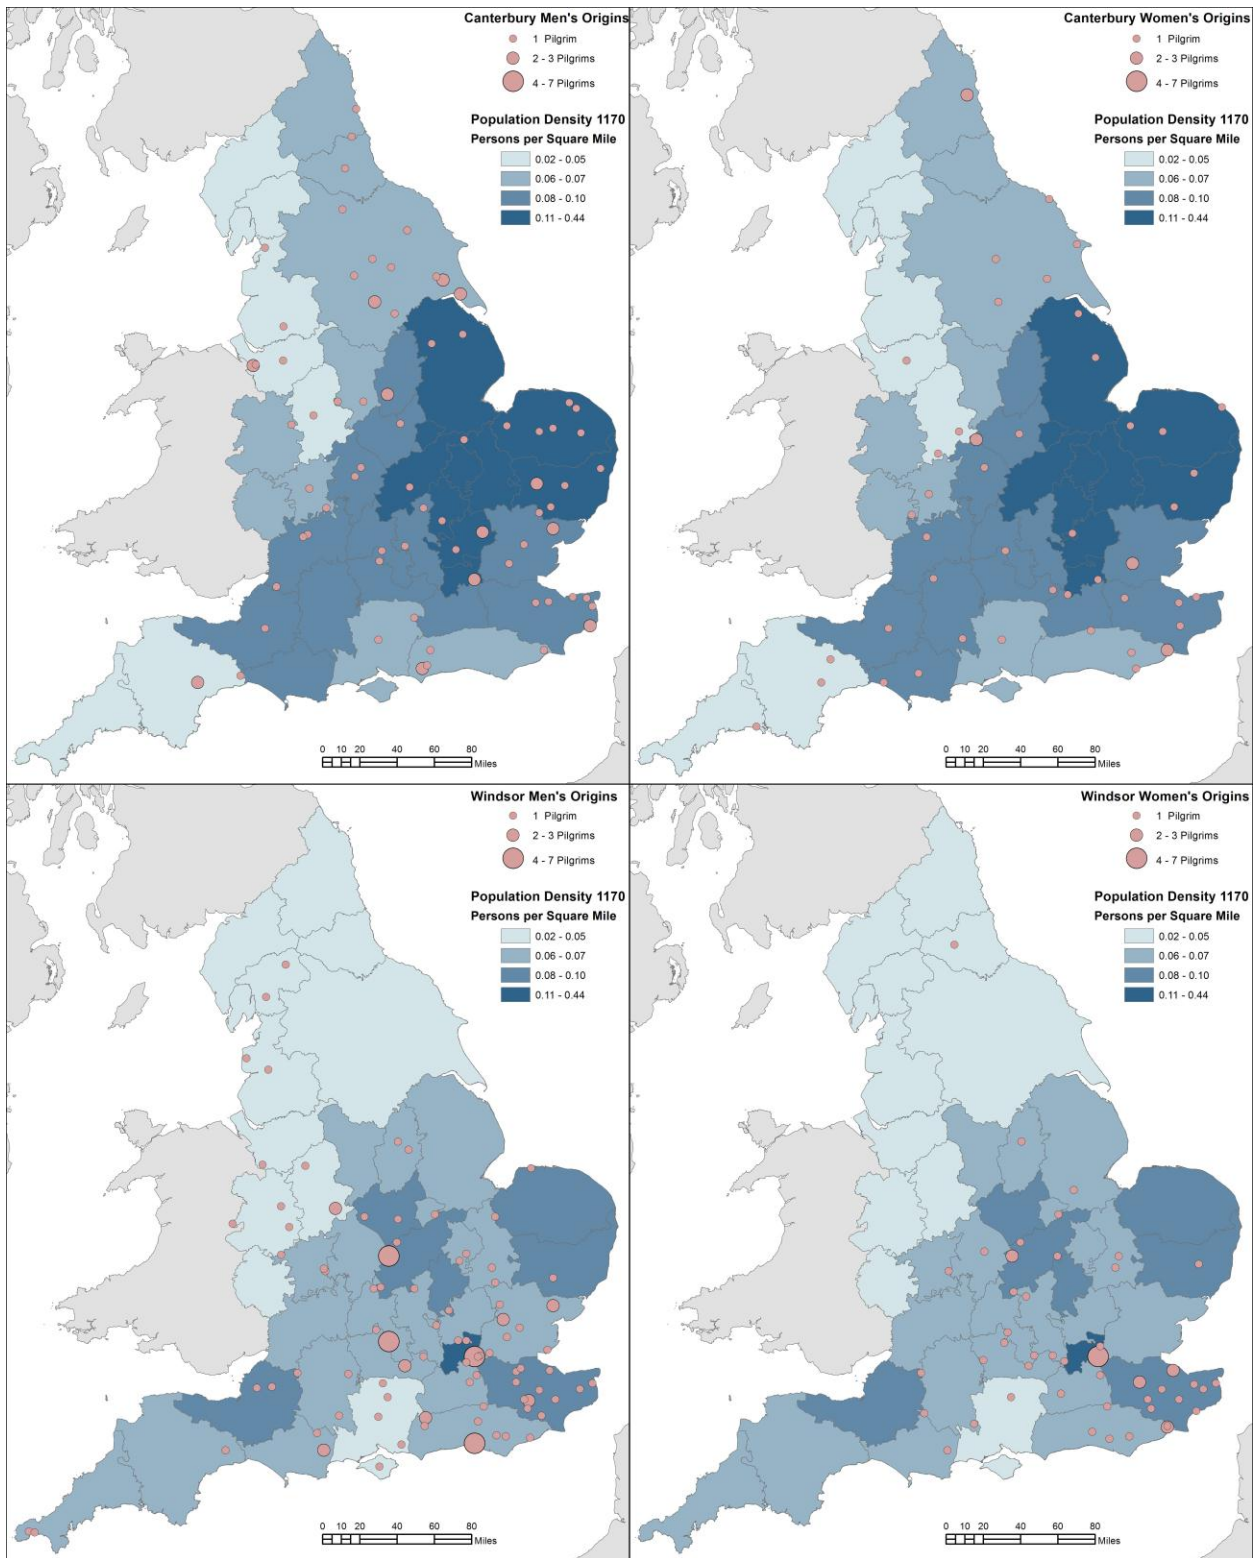 Canterbury Men's Origins
1 Pilgrim
2 - 3 Pilgrims
4 - 7 Pilgrims
Population Density 1170
Persons per Square Mile
0.02 - 0.05
0.06 - 0.07
0.08 - 0.10
0.11 - 0.44
0 10 20 40 60 80
Miles
Canterbury Women's Origins
1 Pilgrim
2 - 3 Pilgrims
4 - 7 Pilgrims
Population Density 1170
Persons per Square Mile
0.02 - 0.05
0.06 - 0.07
0.08 - 0.10
0.11 - 0.44
0 10 20 40 60 80
Miles
Windsor Men's Origins
1 Pilgrim
2 - 3 Pilgrims
4 - 7 Pilgrims
Population Density 1170
Persons per Square Mile
0.02 - 0.05
0.06 - 0.07
0.08 - 0.10
0.11 - 0.44
0 10 20 40 60 80
Miles
Windsor Women's Origins
1 Pilgrim
2 - 3 Pilgrims
4 - 7 Pilgrims
Population Density 1170
Persons per Square Mile
0.02 - 0.05
0.06 - 0.07
0.08 - 0.10
0.11 - 0.44
0 10 20 40 60 80
Miles